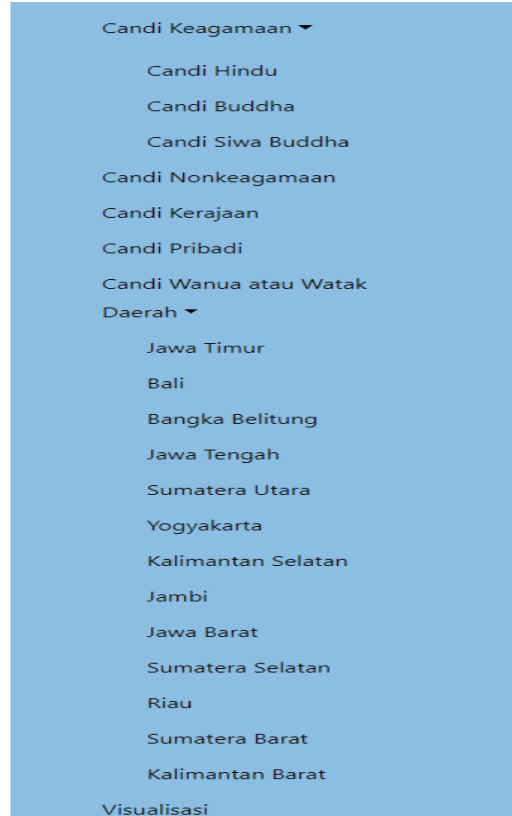 Candi Keagamaan
Candi Hindu
Candi Buddha
Candi Siwa Buddha
Candi Nonkeagamaan
Candi Kerajaan
Candi Pribadi
Candi Wanua atau Watak
Daerah
Jawa Timur
Bali
Bangka Belitung
Jawa Tengah
Sumatera Utara
Yogyakarta
Kalimantan Selatan
Jambi
Jawa Barat
Sumatera Selatan
Riau
Sumatera Barat
Kalimantan Barat
Visualisasi